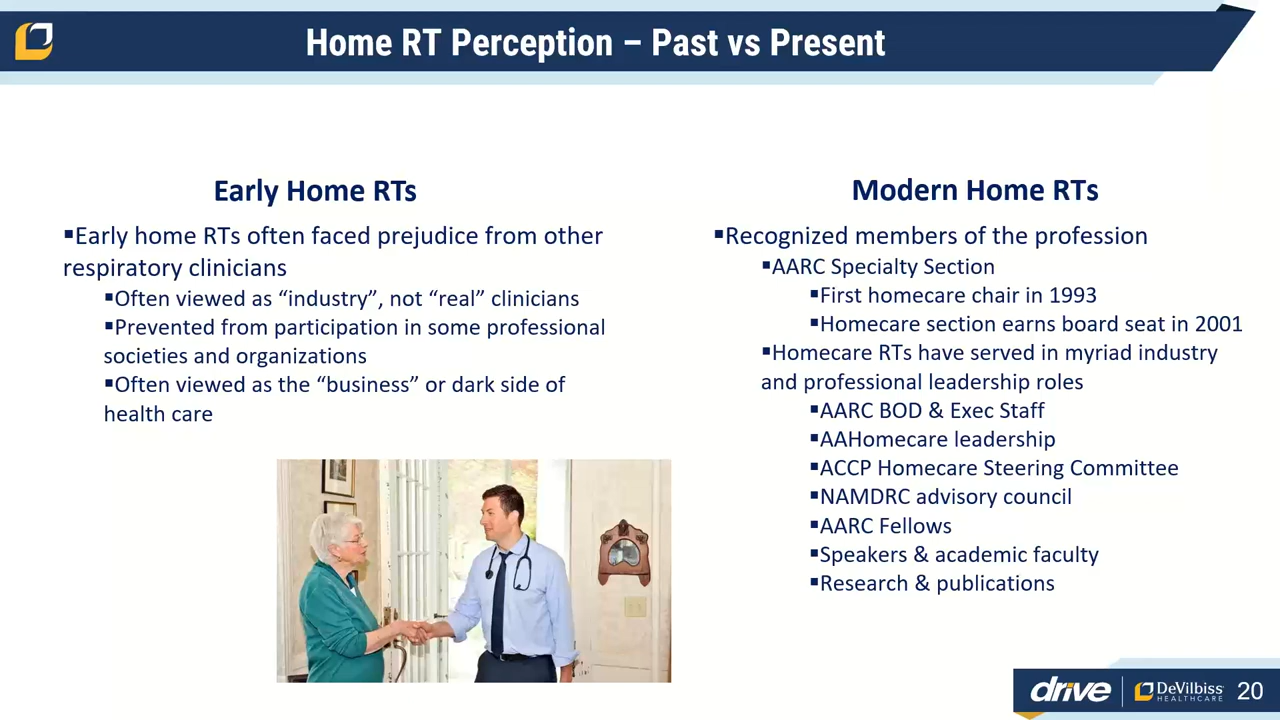 Home RT Perception – Past vs Present
Early Home RTs
▪Early home RTs often faced prejudice from other
respiratory clinicians
▪Often viewed as “industry”, not “real” clinicians
▪Prevented from participation in some professional
societies and organizations
▪Often viewed as the “business” or dark side of
health care
Modern Home RTs
▪Recognized members of the profession
▪AARC Specialty Section
▪First homecare chair in 1993
▪Homecare section earns board seat in 2001
▪Homecare RTs have served in myriad industry
and professional leadership roles
▪AARC BOD & Exec Staff
▪AAHomecare leadership
▪ACCP Homecare Steering Committee
▪NAMDRC advisory council
▪AARC Fellows
▪Speakers & academic faculty
▪Research & publications
drive
DeVilbiss
HEALTHCARE
20